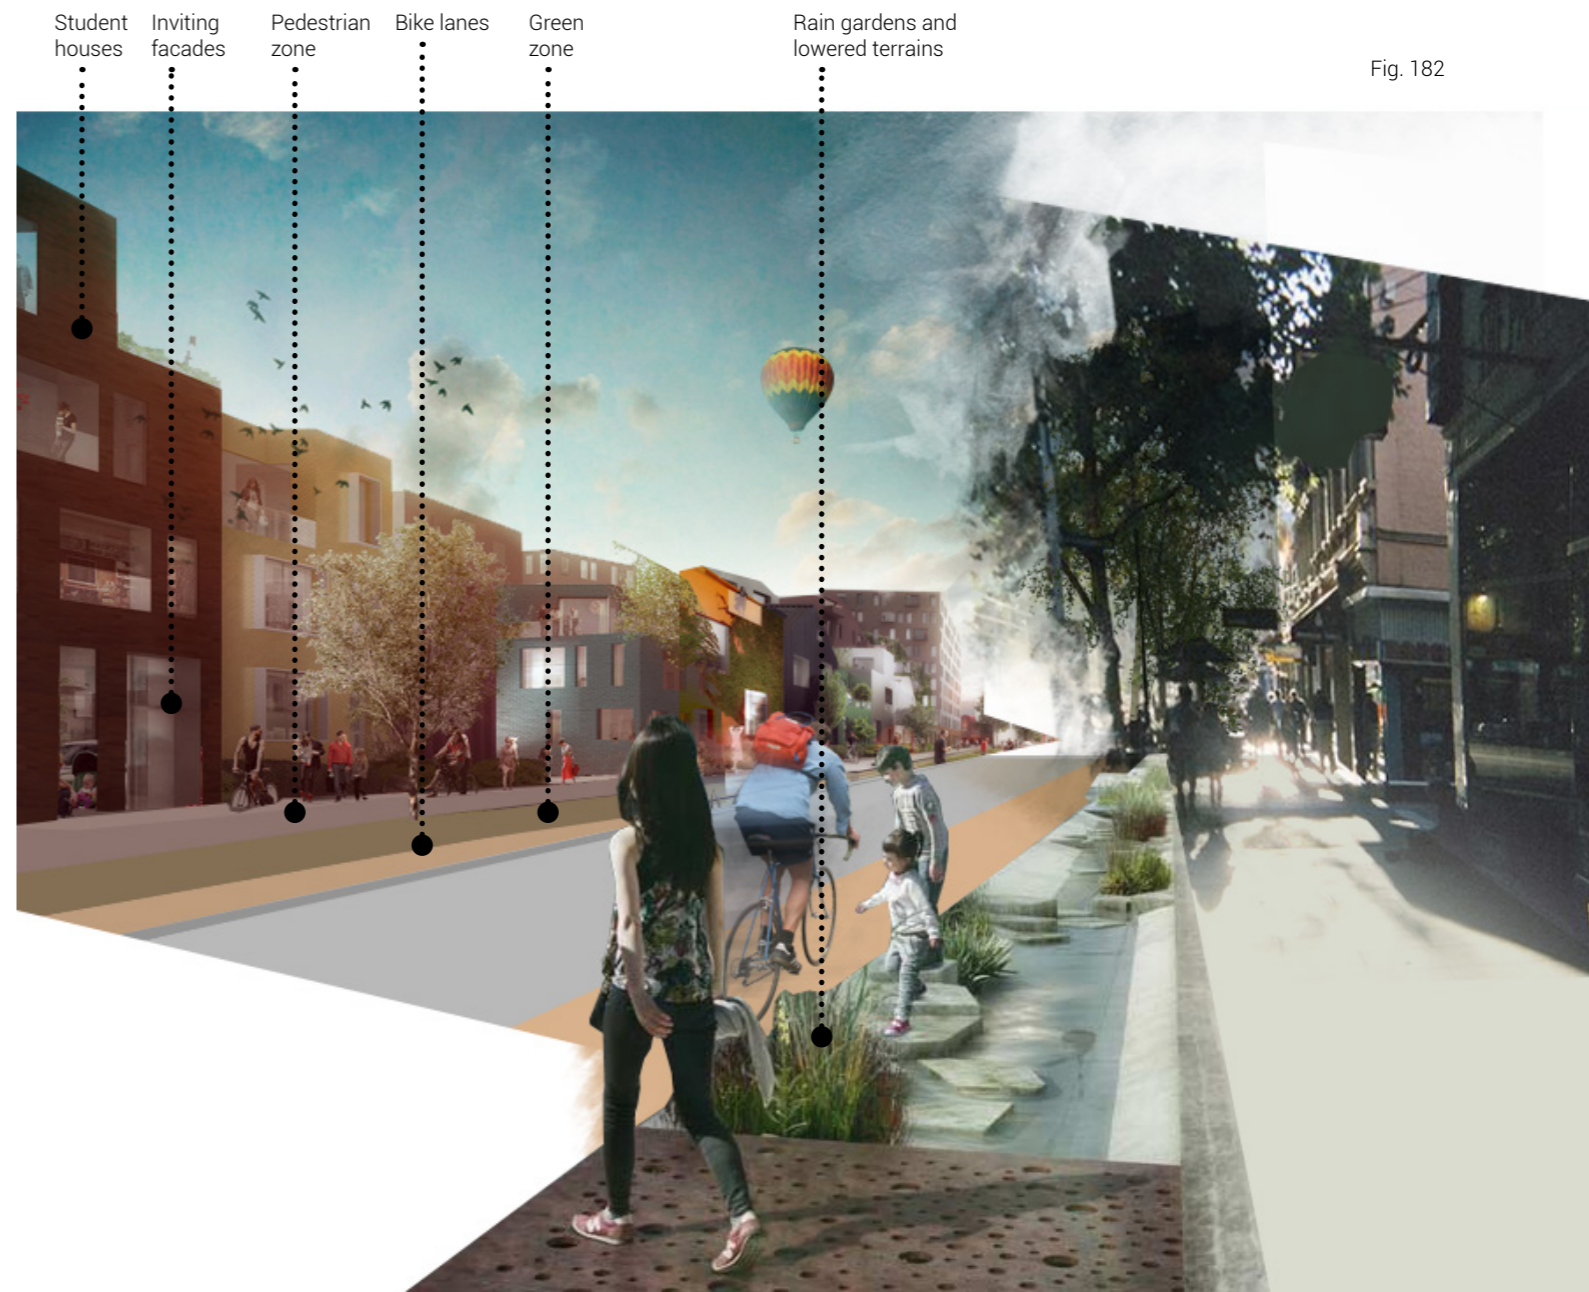 Student
houses
Inviting
facades
Pedestrian
zone
Bike lanes
Green
zone
Rain gardens and
lowered terrains
Fig. 182